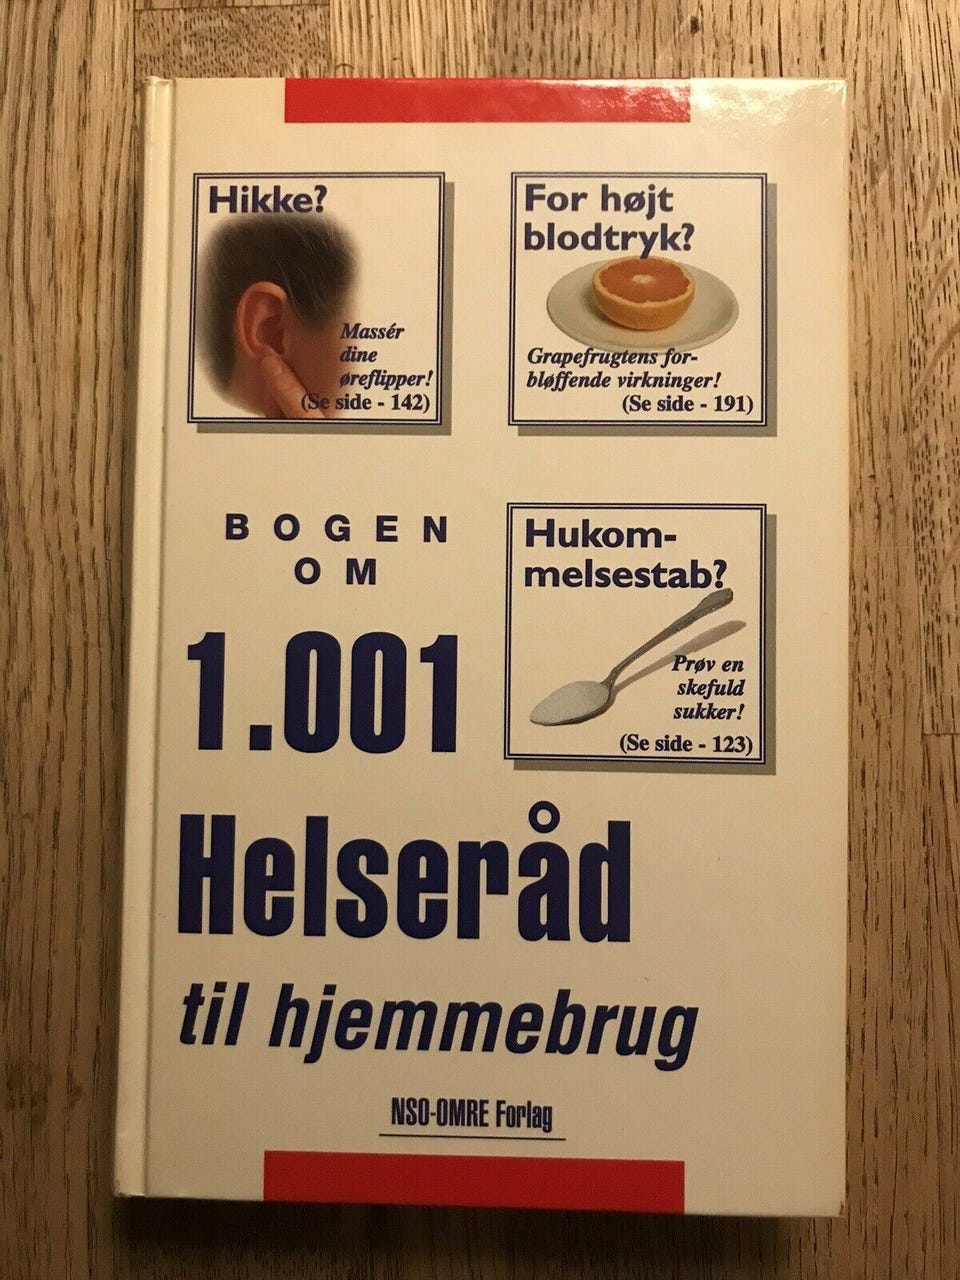 Hikke?
Massér
dine
øreflipper!
(Se side - 142)
For højt
blodtryk?
Grapefrugtens for-
bløffende virkninger!
(Se side - 191)
BOGEN
OM
1.001
Helseråd
til hjemmebrug
Hukom-
melsestab?
Prøv en
skefuld
sukker!
(Se side - 123)
NSO-OMRE Forlag